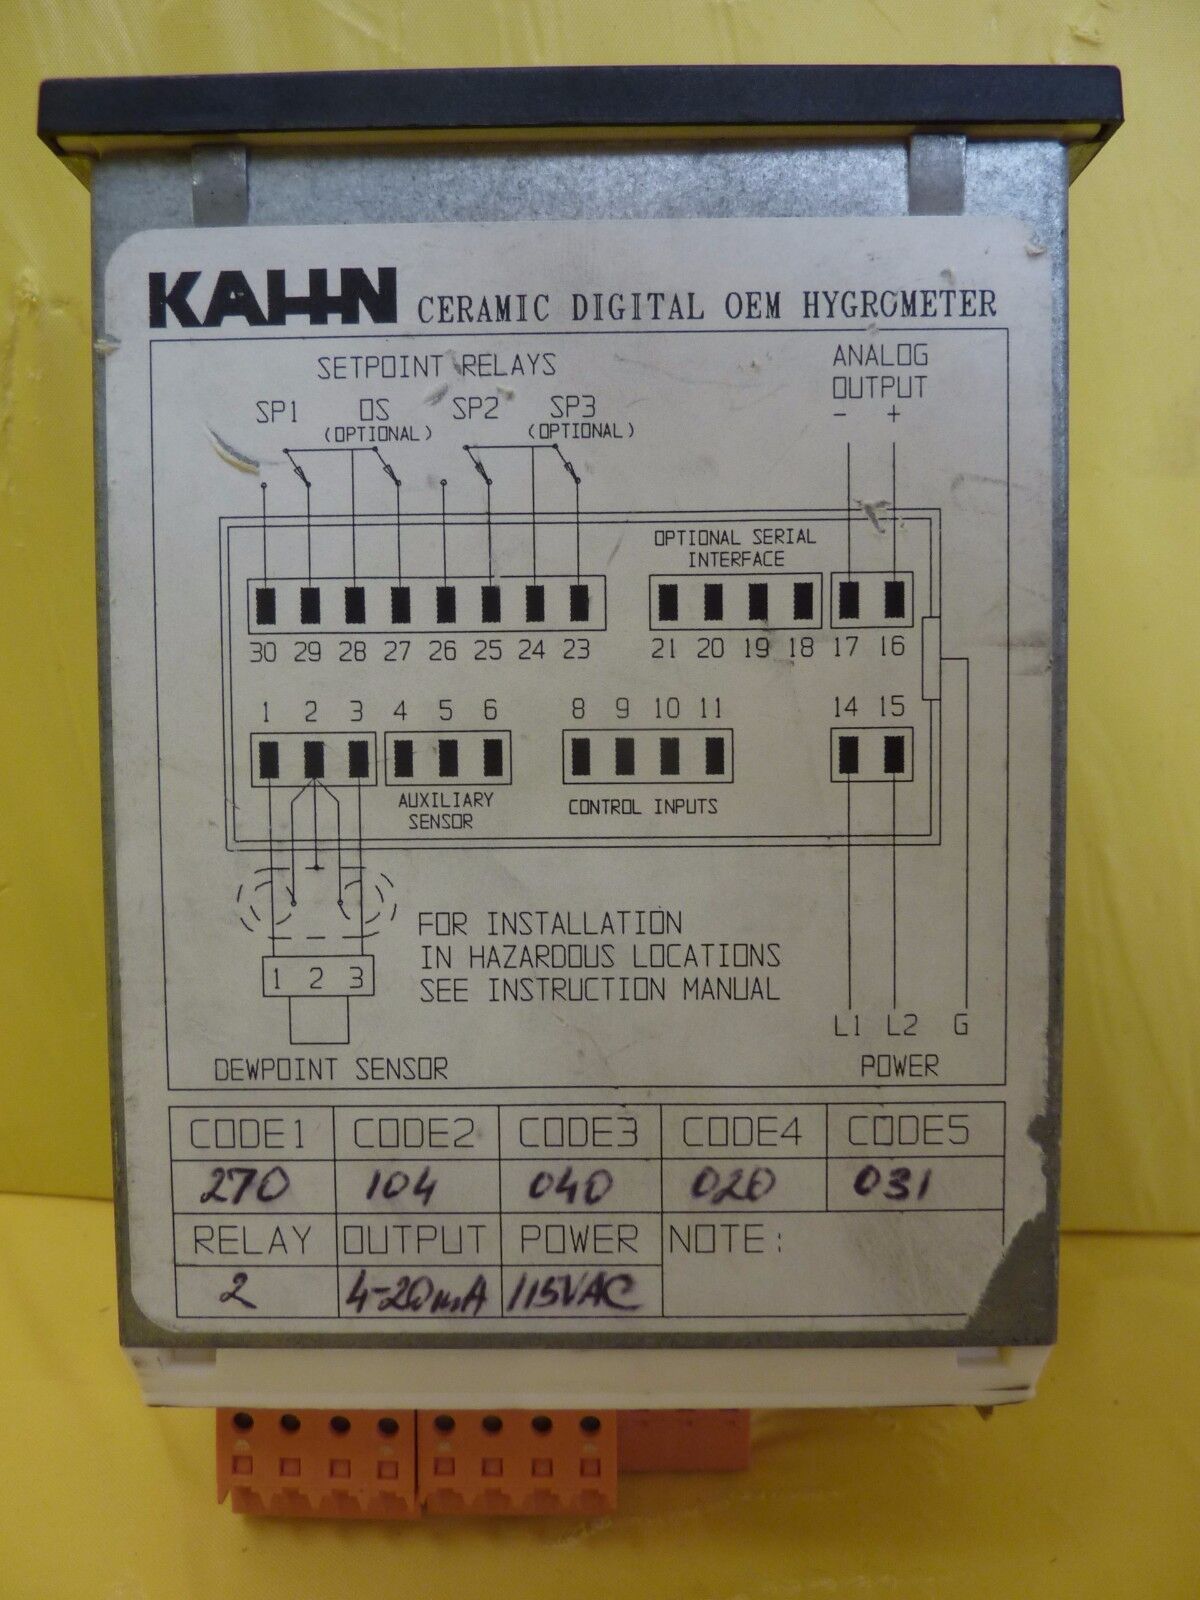 KAHN CERAMIC DIGITAL OEM HYGROMETER
SETPOINT RELAYS
ANALOG
OUTPUT
SP1 OS SP2 SP3
(OPTIONAL) (OPTIONAL)
- +
OPTIONAL SERIAL
INTERFACE
30 29 28 27 26 25 24 23 21 20 19 18 17 16
1 2 3 4 5 6 8 9 10 11 14 15
AUXILIARY
SENSOR
CONTROL INPUTS
FOR INSTALLATION
IN HAZARDOUS LOCATIONS
SEE INSTRUCTION MANUAL
1 2 3
L1 L2 G
DEWPOINT SENSOR
POWER
CODE1 CODE2 CODE3 CODE4 CODE5
270 104 040 020 031
RELAY OUTPUT POWER NOTE:
2 4-20mA 115VAC